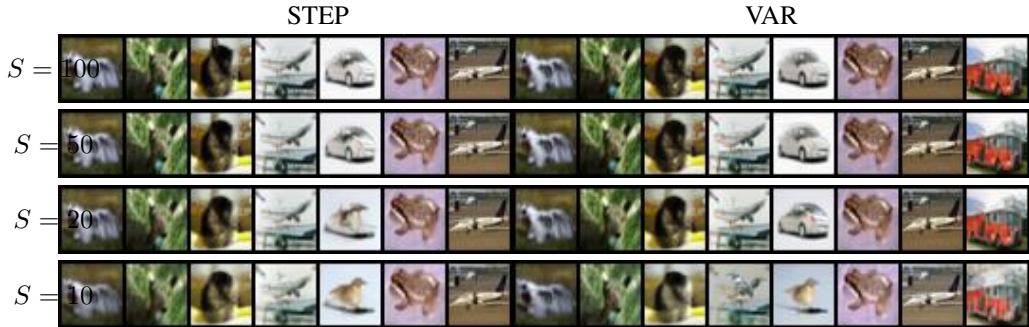 STEP VAR
S = 100
S = 50
S = 20
S = 10